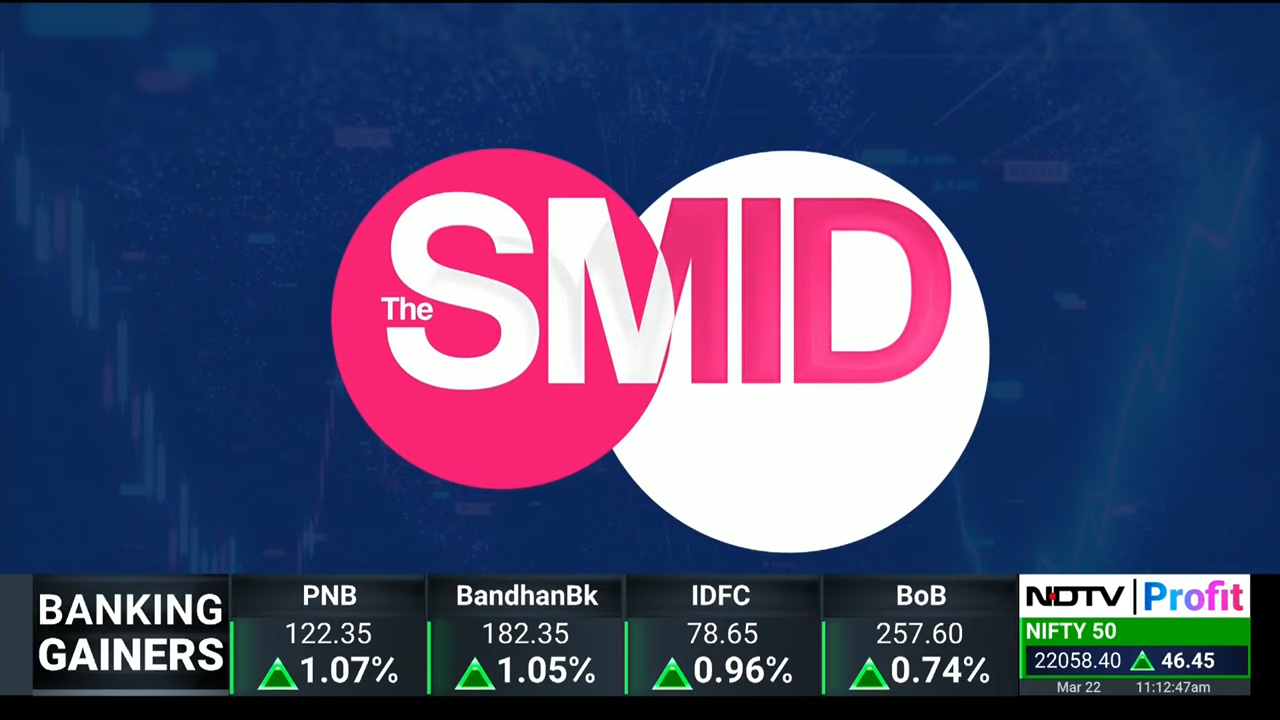 The SMID
BANKING
GAINERS
PNB
122.35
1.07%
BandhanBk
182.35
1.05%
IDFC
78.65
0.96%
BoB
257.60
0.74%
NDTV Profit
NIFTY 50
22058.40 46.45
Mar 22 11:12:47am